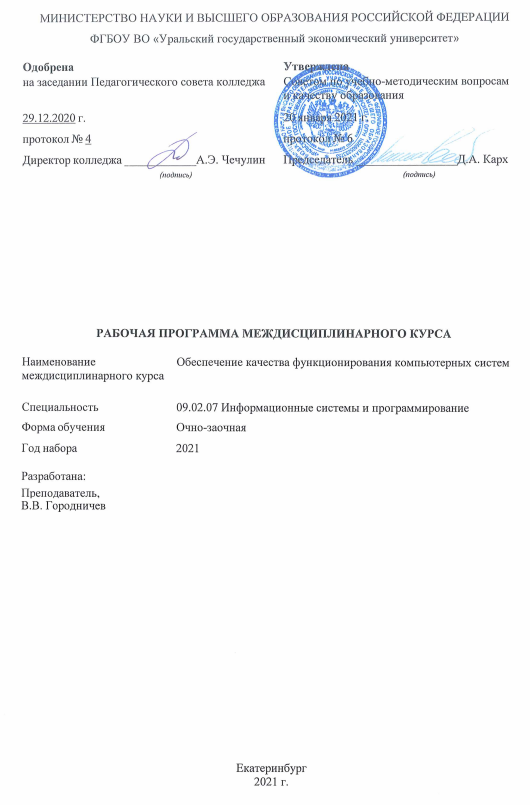 МИНИСТЕРСТВО НАУКИ И ВЫСШЕГО ОБРАЗОВАНИЯ РОССИЙСКОЙ ФЕДЕРАЦИИ
ФГБОУ ВО «Уральский государственный экономический университет»
Одобрена
на заседании Педагогического совета колледжа
29.12.2020 г.
протокол № 4
Директор колледжа ____________ А.Э. Чечулин
(подпись)
Утверждена
Советом по учебно-методическим вопросам
и качеству образования
20 января 2021 г.
протокол № 6
Председатель ________________ Д.А. Карх
(подпись)
РАБОЧАЯ ПРОГРАММА МЕЖДИСЦИПЛИНАРНОГО КУРСА
Наименование Обеспечение качества функционирования компьютерных систем
междисциплинарного курса
Специальность 09.02.07 Информационные системы и программирование
Форма обучения Очно-заочная
Год набора 2021
Разработана:
Преподаватель,
В.В. Городничев
Екатеринбург
2021 г.